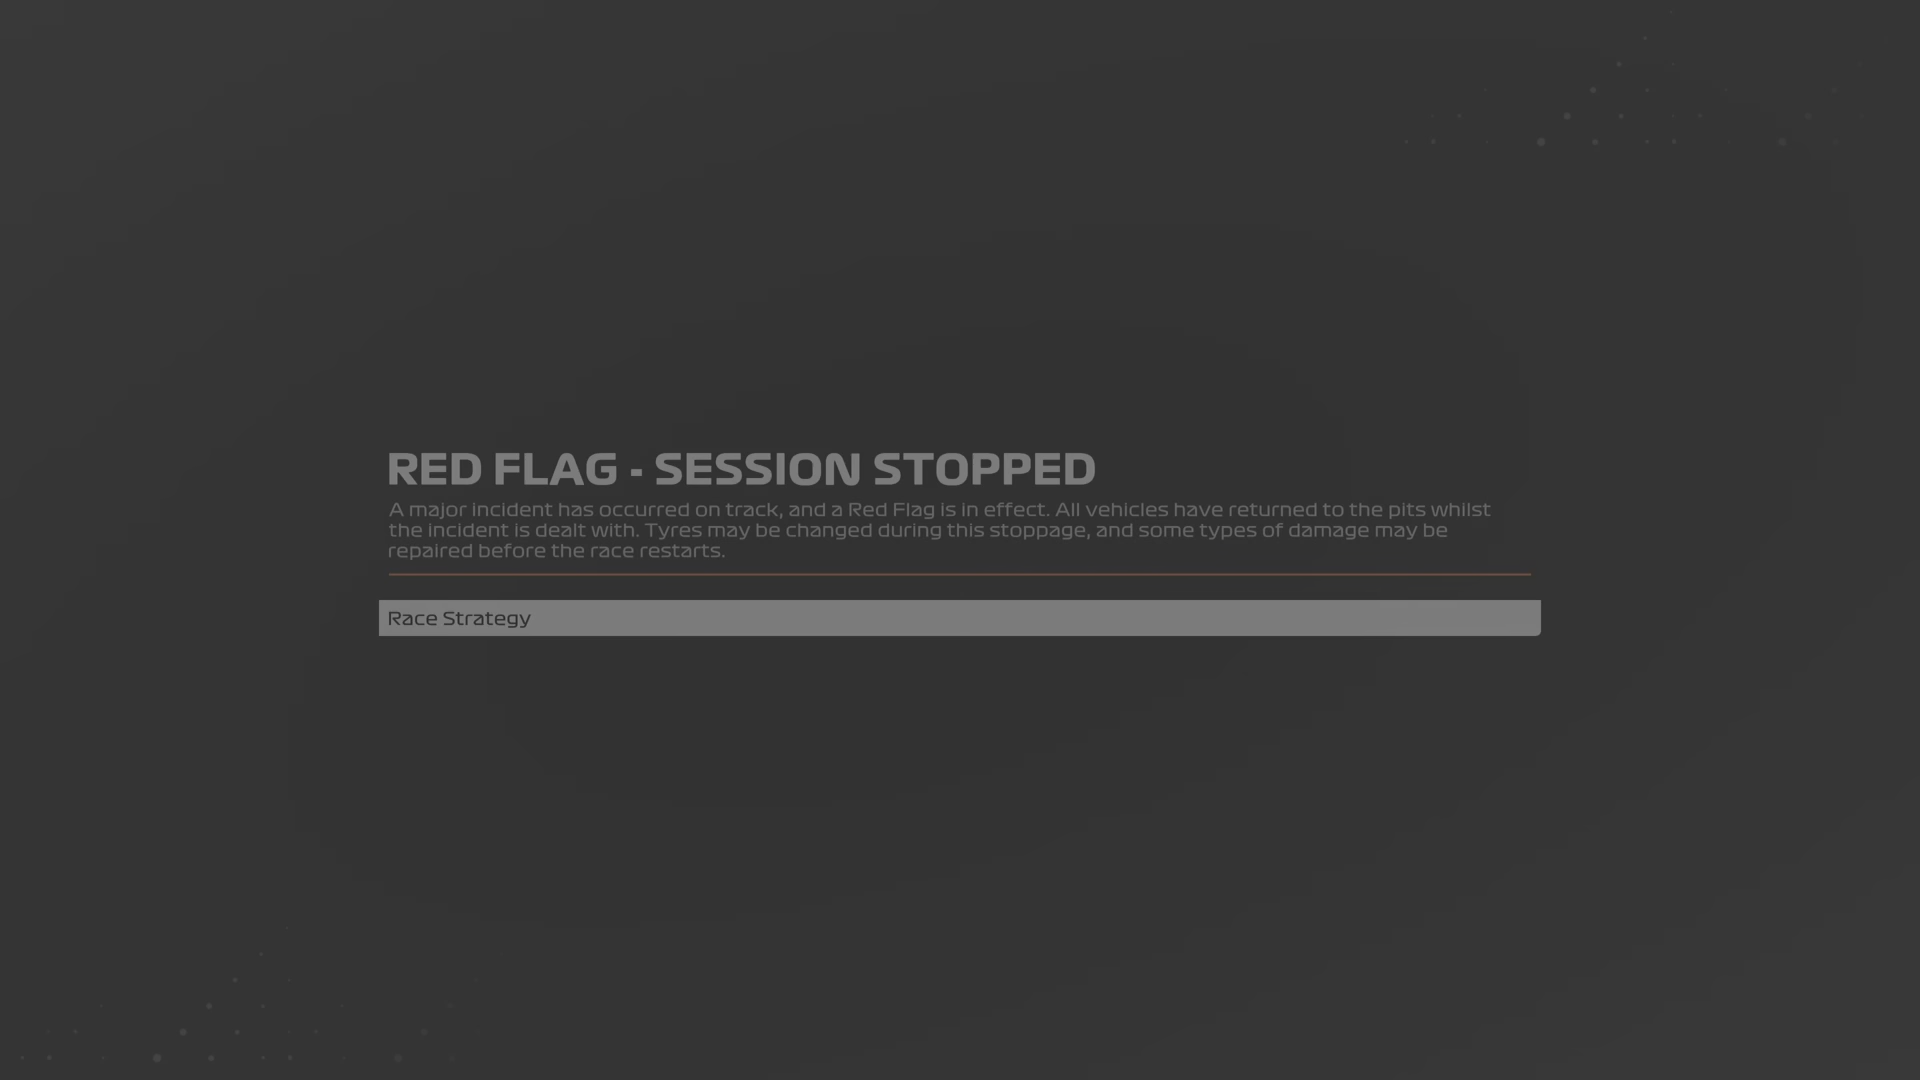 RED FLAG - SESSION STOPPED
A major incident has occurred on track, and a Red Flag is in effect. All vehicles have returned to the pits whilst
the incident is dealt with. Tyres may be changed during this stoppage, and some types of damage may be
repaired before the race restarts.
Race Strategy